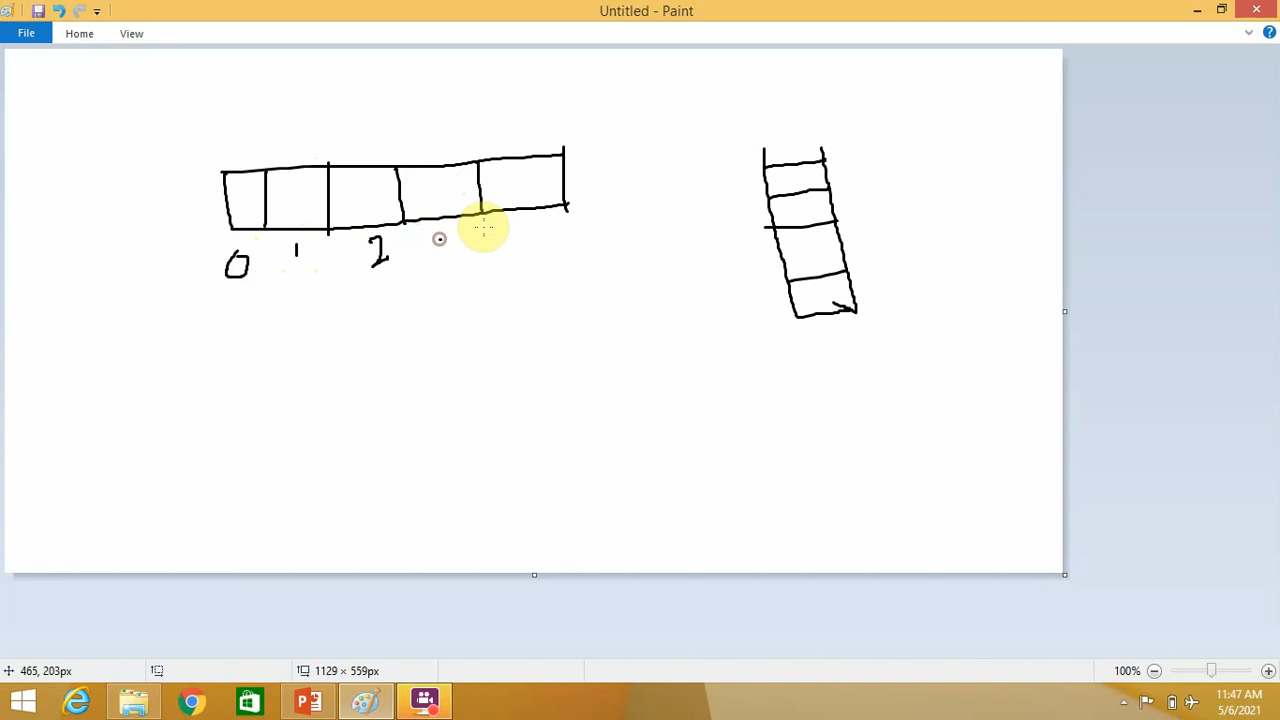 Untitled - Paint
File Home View
0 1 2
465, 203px
1129 × 559px
100%
11:47 AM
5/6/2021